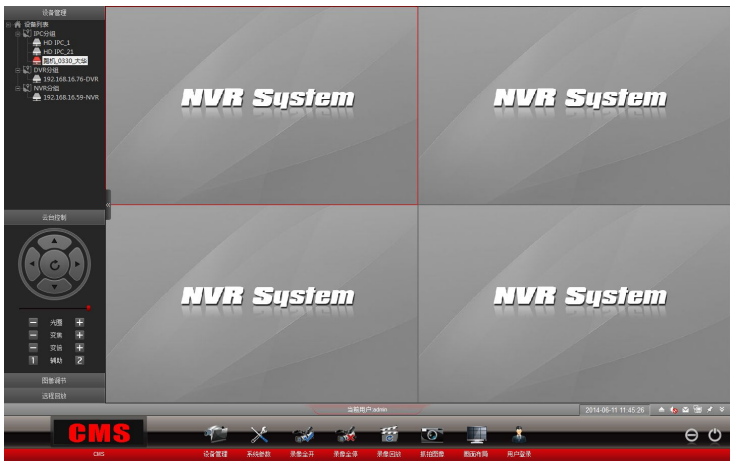 设备管理
设备列表
IPC分组
HD IPC_1
HD IPC_21
DVR分组
192.168.16.76-DVR
NVR分组
192.168.16.59-NVR
NVR System
NVR System
云台控制
NVR System
NVR System
光圈
变焦
变倍
1 辅助 2
图像调节
远程回放
当前用户:admin
2014-06-11 11:45:26
CMS
CMS 设备管理 系统参数 录像全开 录像全停 录像回放 抓拍图像 画面布局 用户登录